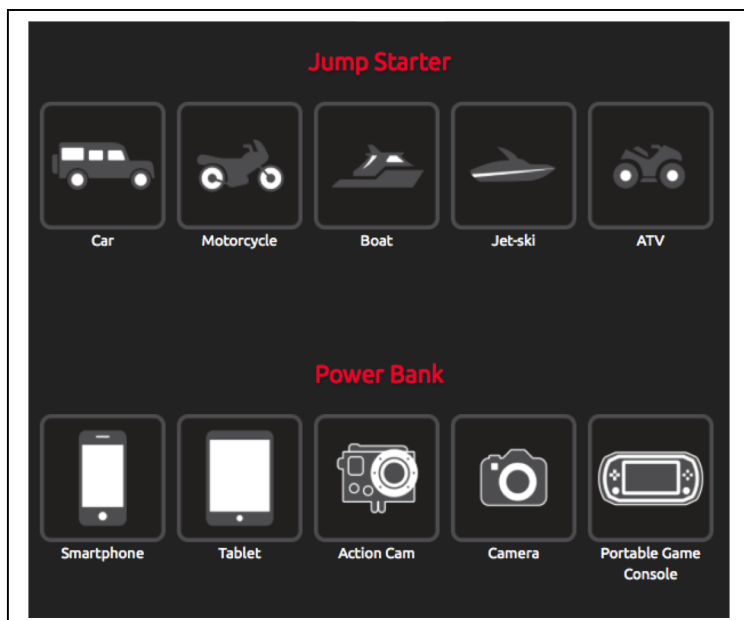 Jump Starter
Car
Motorcycle
Boat
Jet-ski
ATV
Power Bank
Smartphone
Tablet
Action Cam
Camera
Portable Game
Console